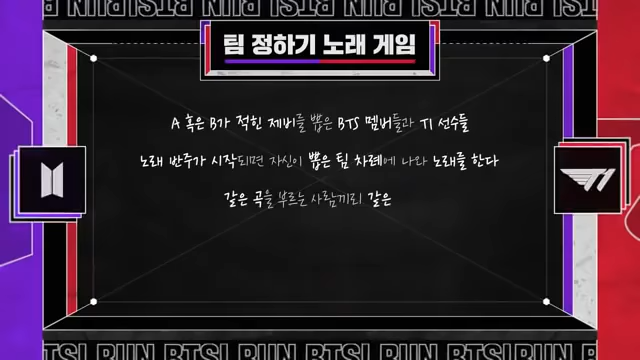 BTS! RUN BTS! RUN BTS! RUN BTS! RUN
팀 정하기 노래 게임
A 혹은 B가 적힌 제비를 뽑은 BTS 멤버들과 T1 선수들
노래 반주가 시작되면 자신이 뽑은 팀 차례에 나와 노래를 한다
T1
같은 곡을 부르는 사람끼리 같은
BTS! RUN BTS! RUN BTS! RUN BTS! RUN